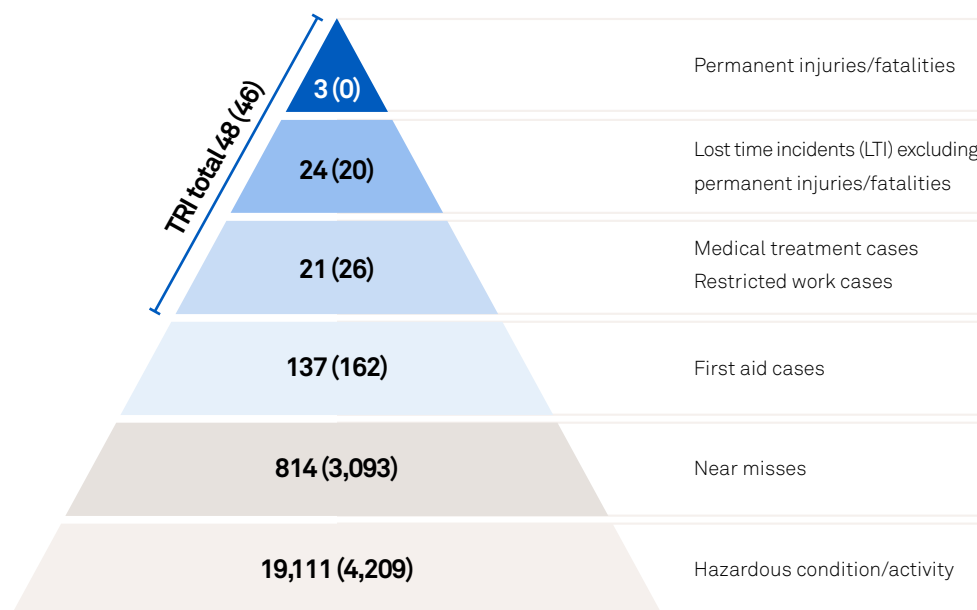 TRI total 48 (46)
3 (0)
Permanent injuries/fatalities
24 (20)
Lost time incidents (LTI) excluding
permanent injuries/fatalities
21 (26)
Medical treatment cases
Restricted work cases
137 (162)
First aid cases
814 (3,093)
Near misses
19,111 (4,209)
Hazardous condition/activity